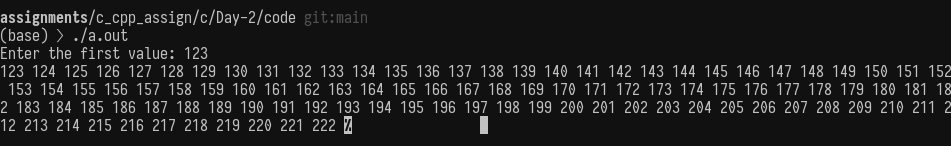 assignments/c_cpp_assign/c/Day-2/code git:main
(base) > ./a.out
Enter the first value: 123
123 124 125 126 127 128 129 130 131 132 133 134 135 136 137 138 139 140 141 142 143 144 145 146 147 148 149 150 151 152
 153 154 155 156 157 158 159 160 161 162 163 164 165 166 167 168 169 170 171 172 173 174 175 176 177 178 179 180 181 18
2 183 184 185 186 187 188 189 190 191 192 193 194 195 196 197 198 199 200 201 202 203 204 205 206 207 208 209 210 211 2
12 213 214 215 216 217 218 219 220 221 222 %